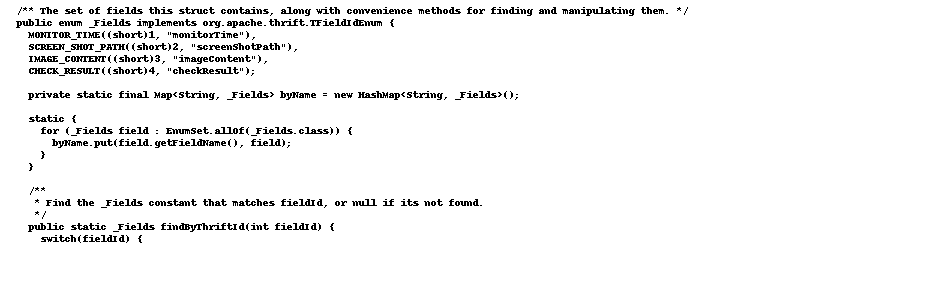 /** The set of fields this struct contains, along with convenience methods for finding and manipulating them. */
public enum _Fields implements org.apache.thrift.TFieldIdEnum {
MONITOR_TIME((short)1, "monitorTime"),
SCREEN_SHOT_PATH((short)2, "screenShotPath"),
IMAGE_CONTENT((short)3, "imageContent"),
CHECK_RESULT((short)4, "checkResult");
private static final Map<String, _Fields> byName = new HashMap<String, _Fields>();
static {
for (_Fields field : EnumSet.allOf(_Fields.class)) {
byName.put(field.getFieldName(), field);
}
}
/**
* Find the _Fields constant that matches fieldId, or null if its not found.
*/
public static _Fields findByThriftId(int fieldId) {
switch(fieldId) {